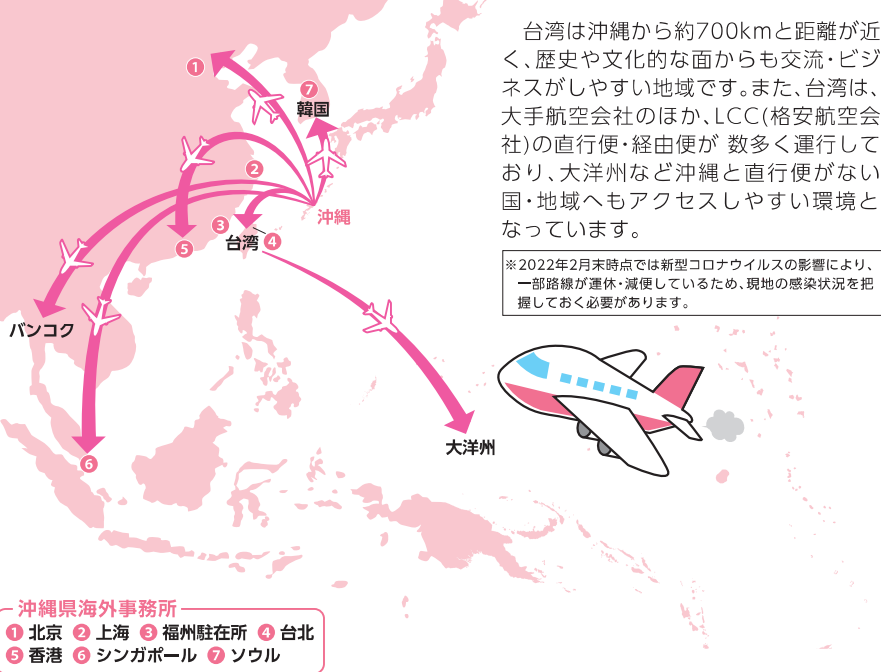 台湾は沖縄から約700kmと距離が近
く、歴史や文化的な面からも交流・ビジ
ネスがしやすい地域です。また、台湾は、
大手航空会社のほか、LCC(格安航空会
社)の直行便・経由便が 数多く運行して
おり、大洋州など沖縄と直行便がない
国・地域へもアクセスしやすい環境と
なっています。
※2022年2月末時点では新型コロナウイルスの影響により、
一部路線が運休・減便しているため、現地の感染状況を把
握しておく必要があります。
1
7
韓国
2
沖縄
3
台湾 4
5
バンコク
大洋州
6
沖縄県海外事務所
1 北京 2 上海 3 福州駐在所 4 台北
5 香港 6 シンガポール 7 ソウル